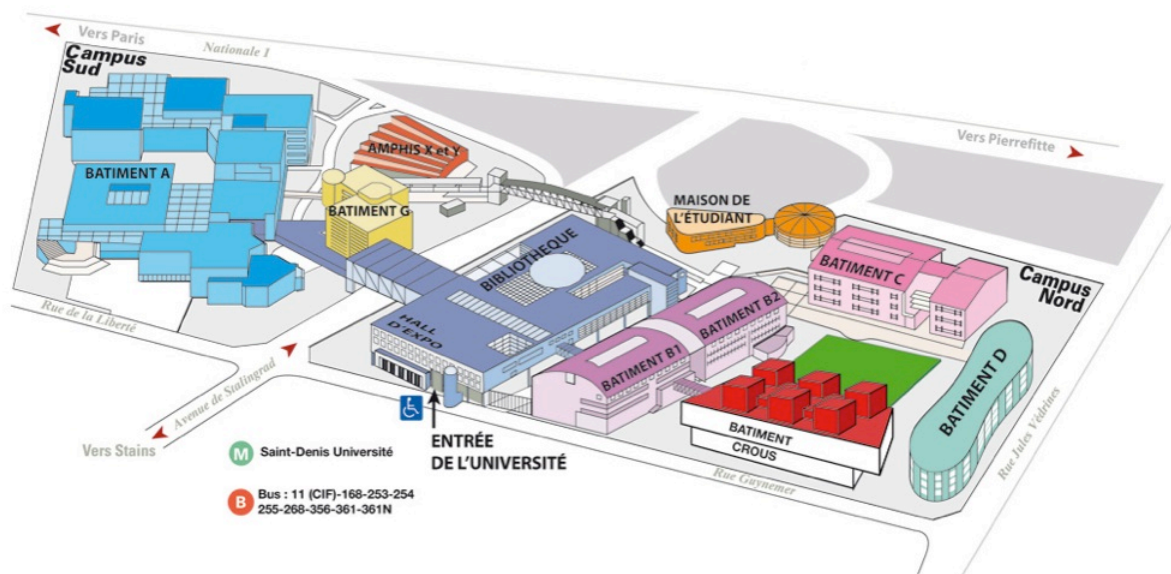 Vers Paris
Nationale 1
Campus
Sud
Vers Pierrefitte
AMPHIS X et Y
BATIMENT A
BATIMENT G
MAISON DE
L'ÉTUDIANT
BIBLIOTHEQUE
BATIMENT C
Campus
Nord
HALL
D'EXPO
BATIMENT B2
BATIMENT B1
BATIMENT D
Rue de la Liberté
Avenue de Stalingrad
Vers Stains
ENTRÉE
DE L'UNIVERSITÉ
BATIMENT
CROUS
Rue Guynemer
Rue Jules Védrines
M Saint-Denis Université
B Bus : 11 (CIF)-168-253-254
255-268-356-361-361N